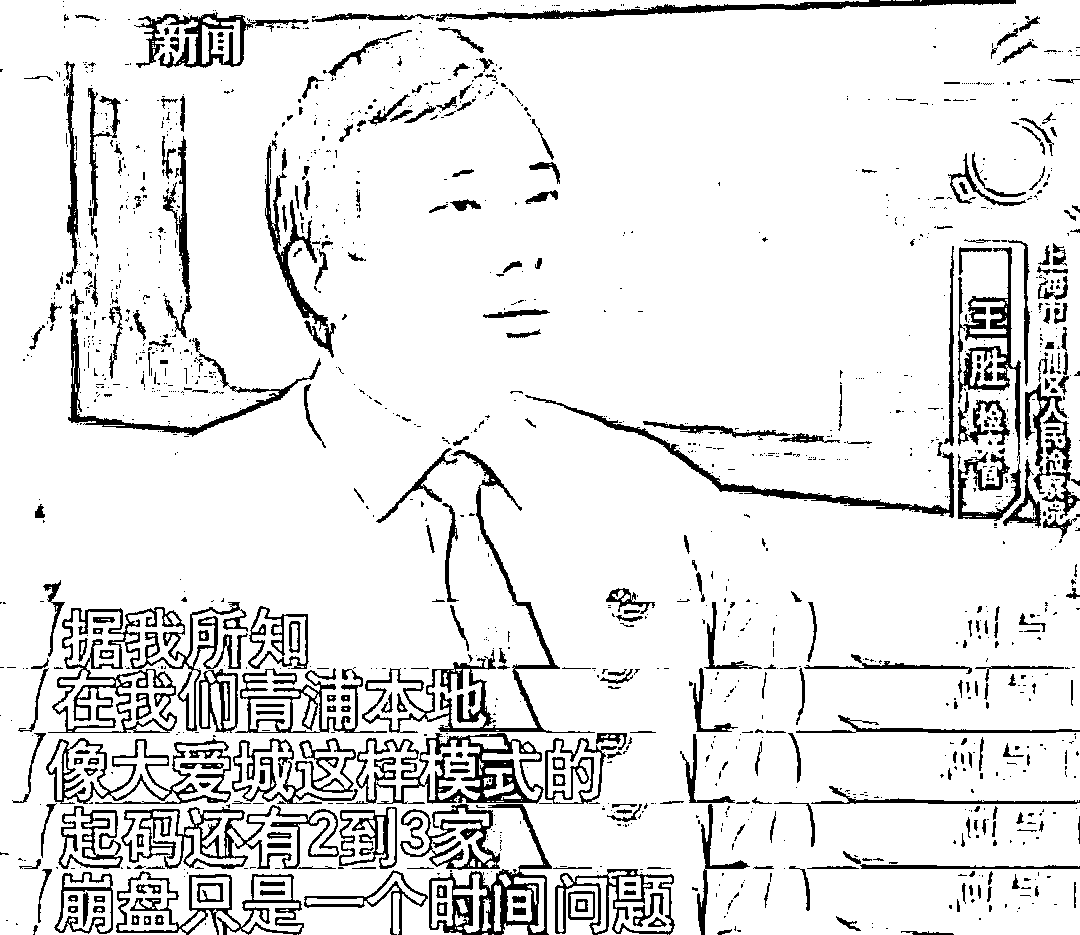 新闻
王胜 检察官
上海市青浦区人民检察院
据我所知
在我们青浦本地
像大爱城这样模式的
起码还有2到3家
崩盘只是一个时间问题